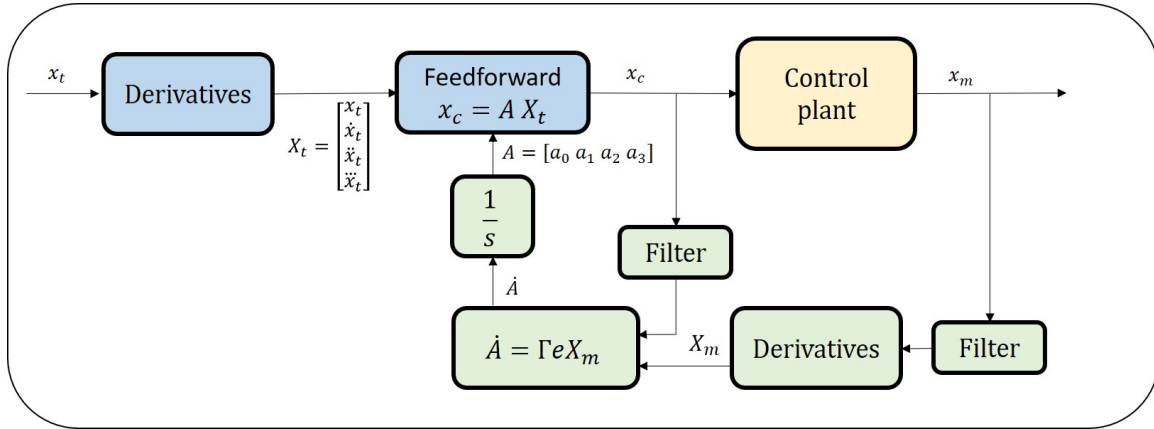 x_t
Derivatives
X_t = [x_t ẋ_t ẍ_t x⃛_t]
Feedforward
x_c = A X_t
x_c
Control
plant
x_m
A = [a_0 a_1 a_2 a_3]
1/s
Filter
Ȧ
Ȧ = ΓeX_m
X_m
Derivatives
Filter